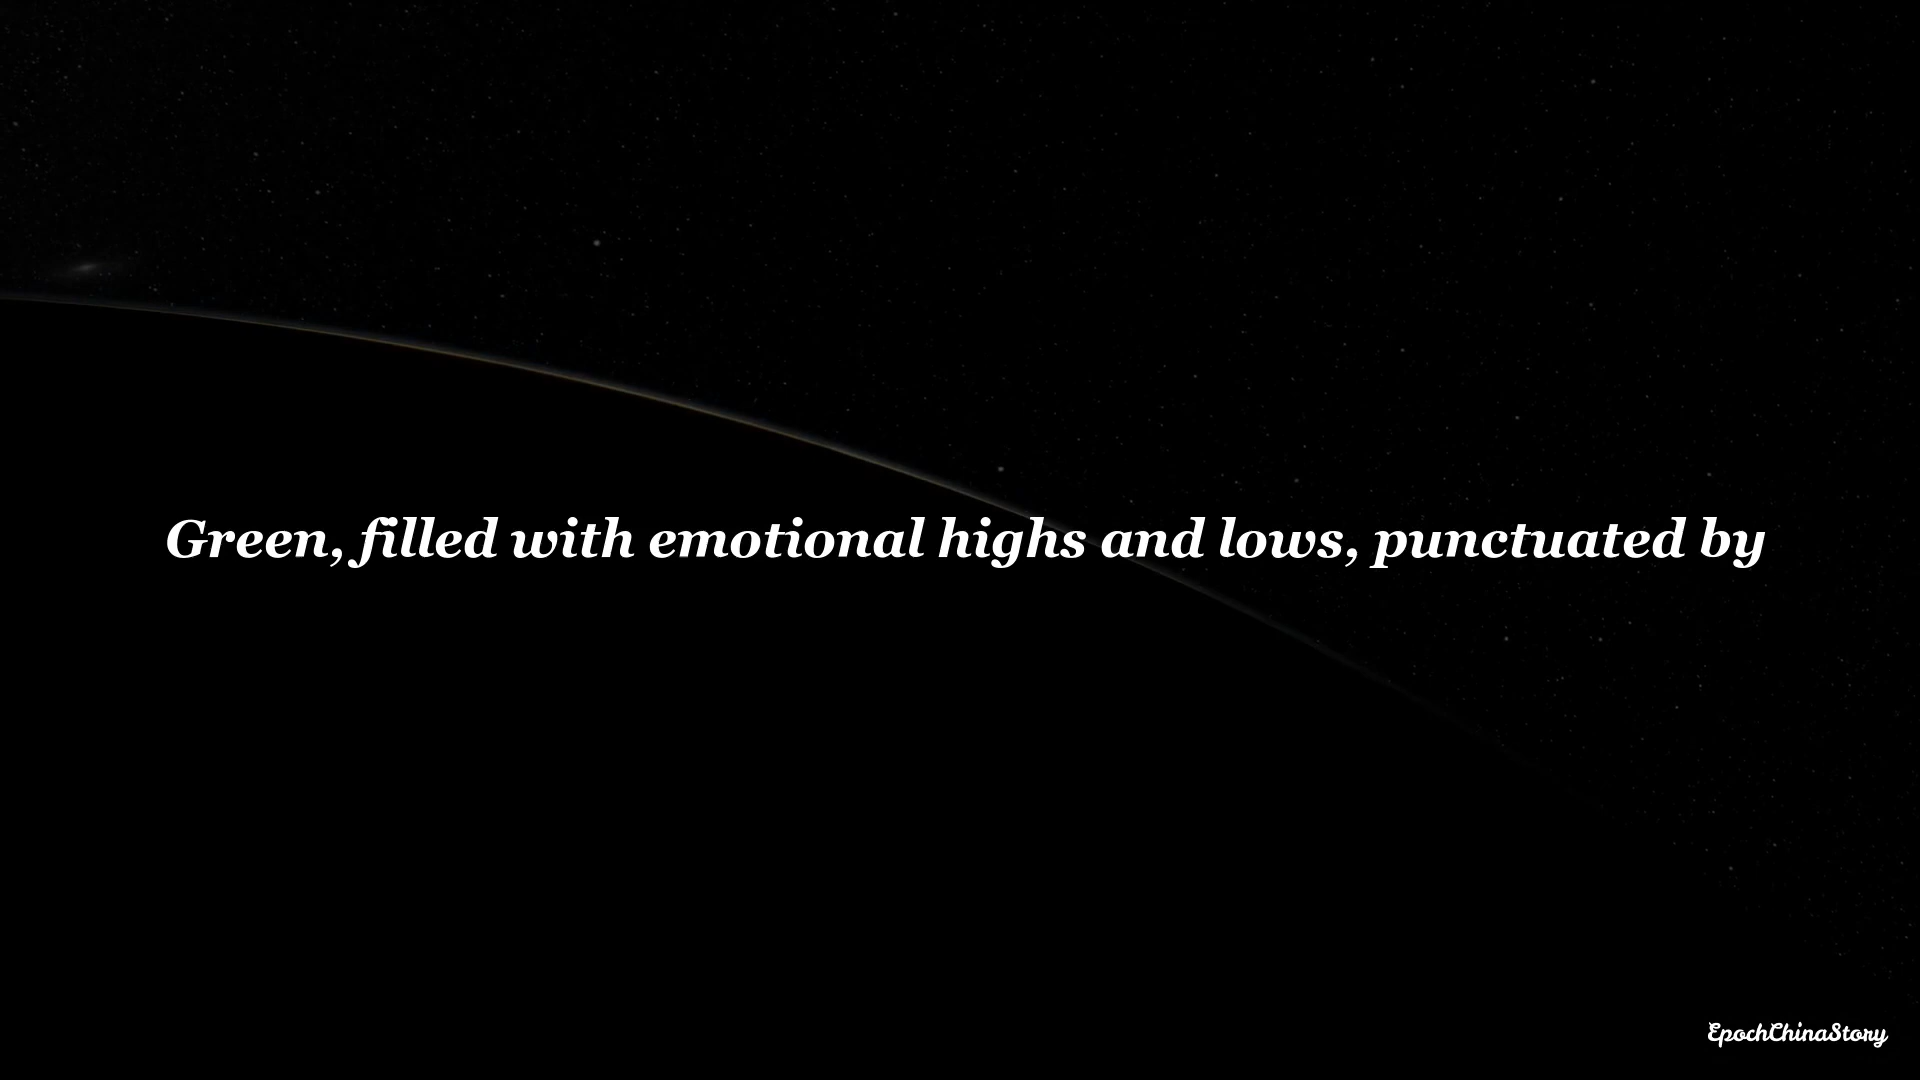 Green, filled with emotional highs and lows, punctuated by
EpochChinaStory